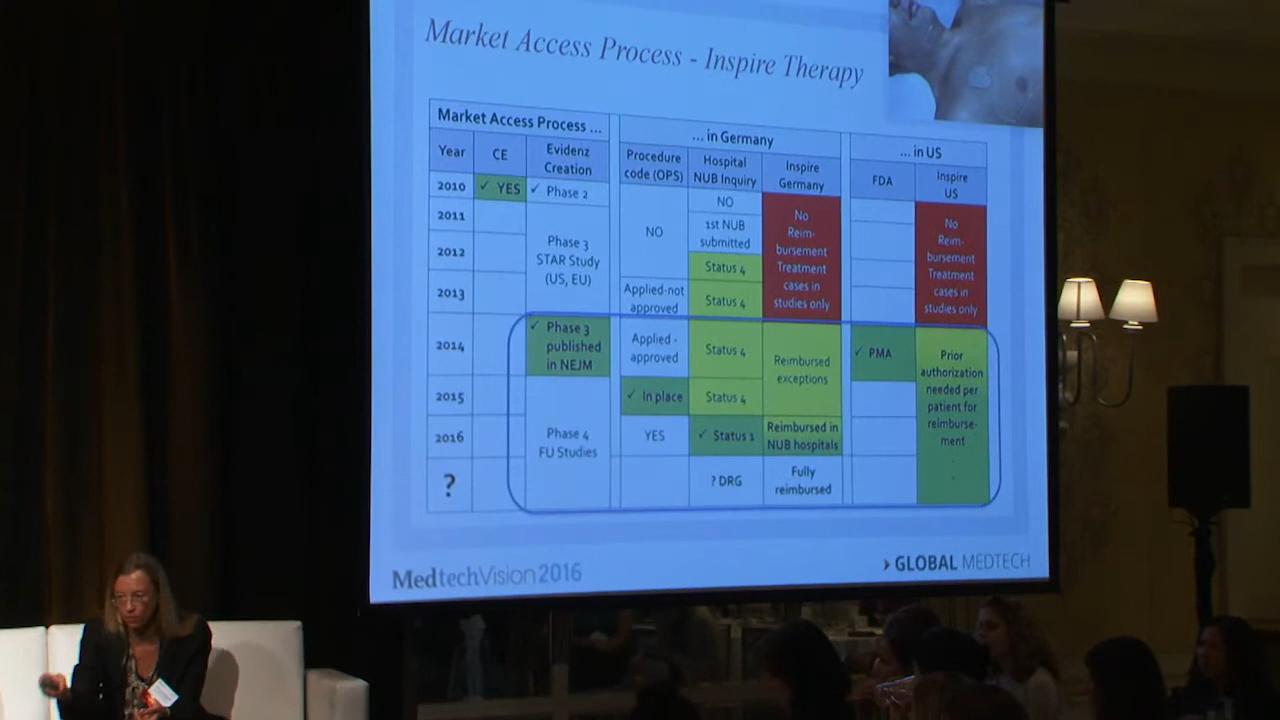 Market Access Process - Inspire Therapy
Market Access Process ...
... in Germany
... in US
Year
CE
Evidenz
Creation
Procedure
code (OPS)
Hospital
NUB Inquiry
Inspire
Germany
FDA
Inspire
US
2010
✓ YES
✓ Phase 2
NO
NO
No
Reim-
bursement
Treatment
cases in
studies only
No
Reim-
bursement
Treatment
cases in
studies only
2011
Phase 3
STAR Study
(US, EU)
1st NUB
submitted
2012
Status 4
2013
Applied-not
approved
Status 4
2014
✓ Phase 3
published
in NEJM
Applied -
approved
Status 4
Reimbursed
exceptions
✓ PMA
Prior
authorization
needed per
patient for
reimburse-
ment
2015
✓ In place
Status 4
2016
Phase 4
FU Studies
YES
✓ Status 1
Reimbursed in
NUB hospitals
?
? DRG
Fully
reimbursed
MedtechVision 2016
GLOBAL MEDTECH